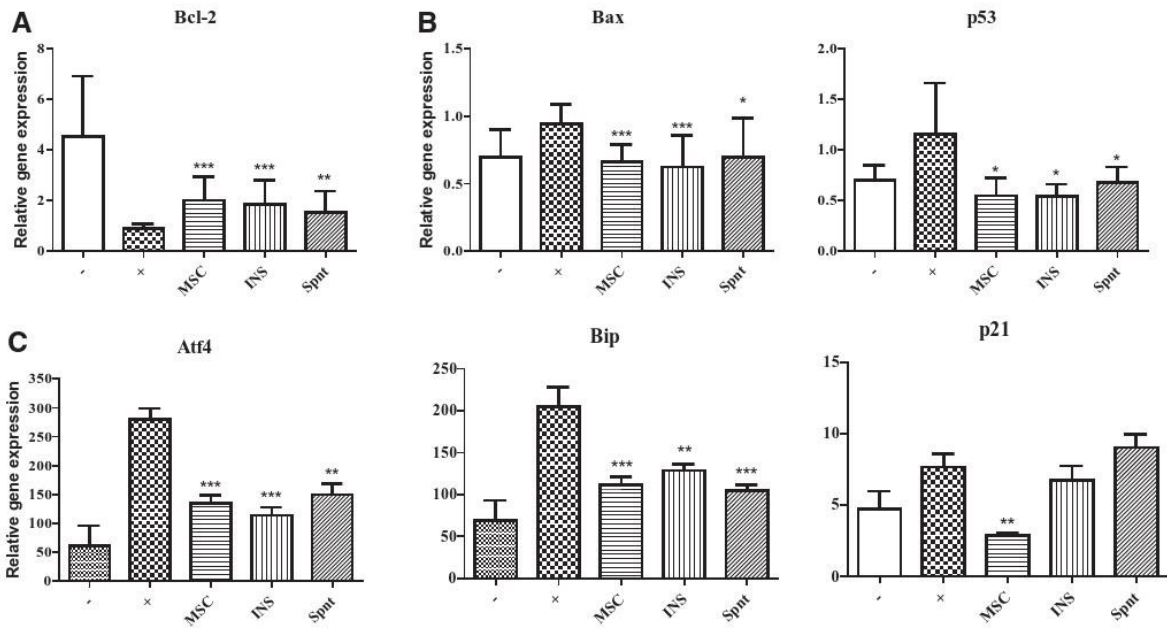 A
Bcl-2
Relative gene expression
8
6
4
2
0
***
***
**
-
+
MSC
INS
Spnt
B
Bax
Relative gene expression
1.5
1.0
0.5
0.0
***
***
*
-
+
MSC
INS
Spnt
p53
2.0
1.5
1.0
0.5
0.0
*
*
*
-
+
MSC
INS
Spnt
C
Atf4
Relative gene expression
350
300
250
200
150
100
50
0
***
***
**
-
+
MSC
INS
Spnt
Bip
250
200
150
100
50
0
***
**
***
-
+
MSC
INS
Spnt
p21
15
10
5
0
**
-
+
MSC
INS
Spnt